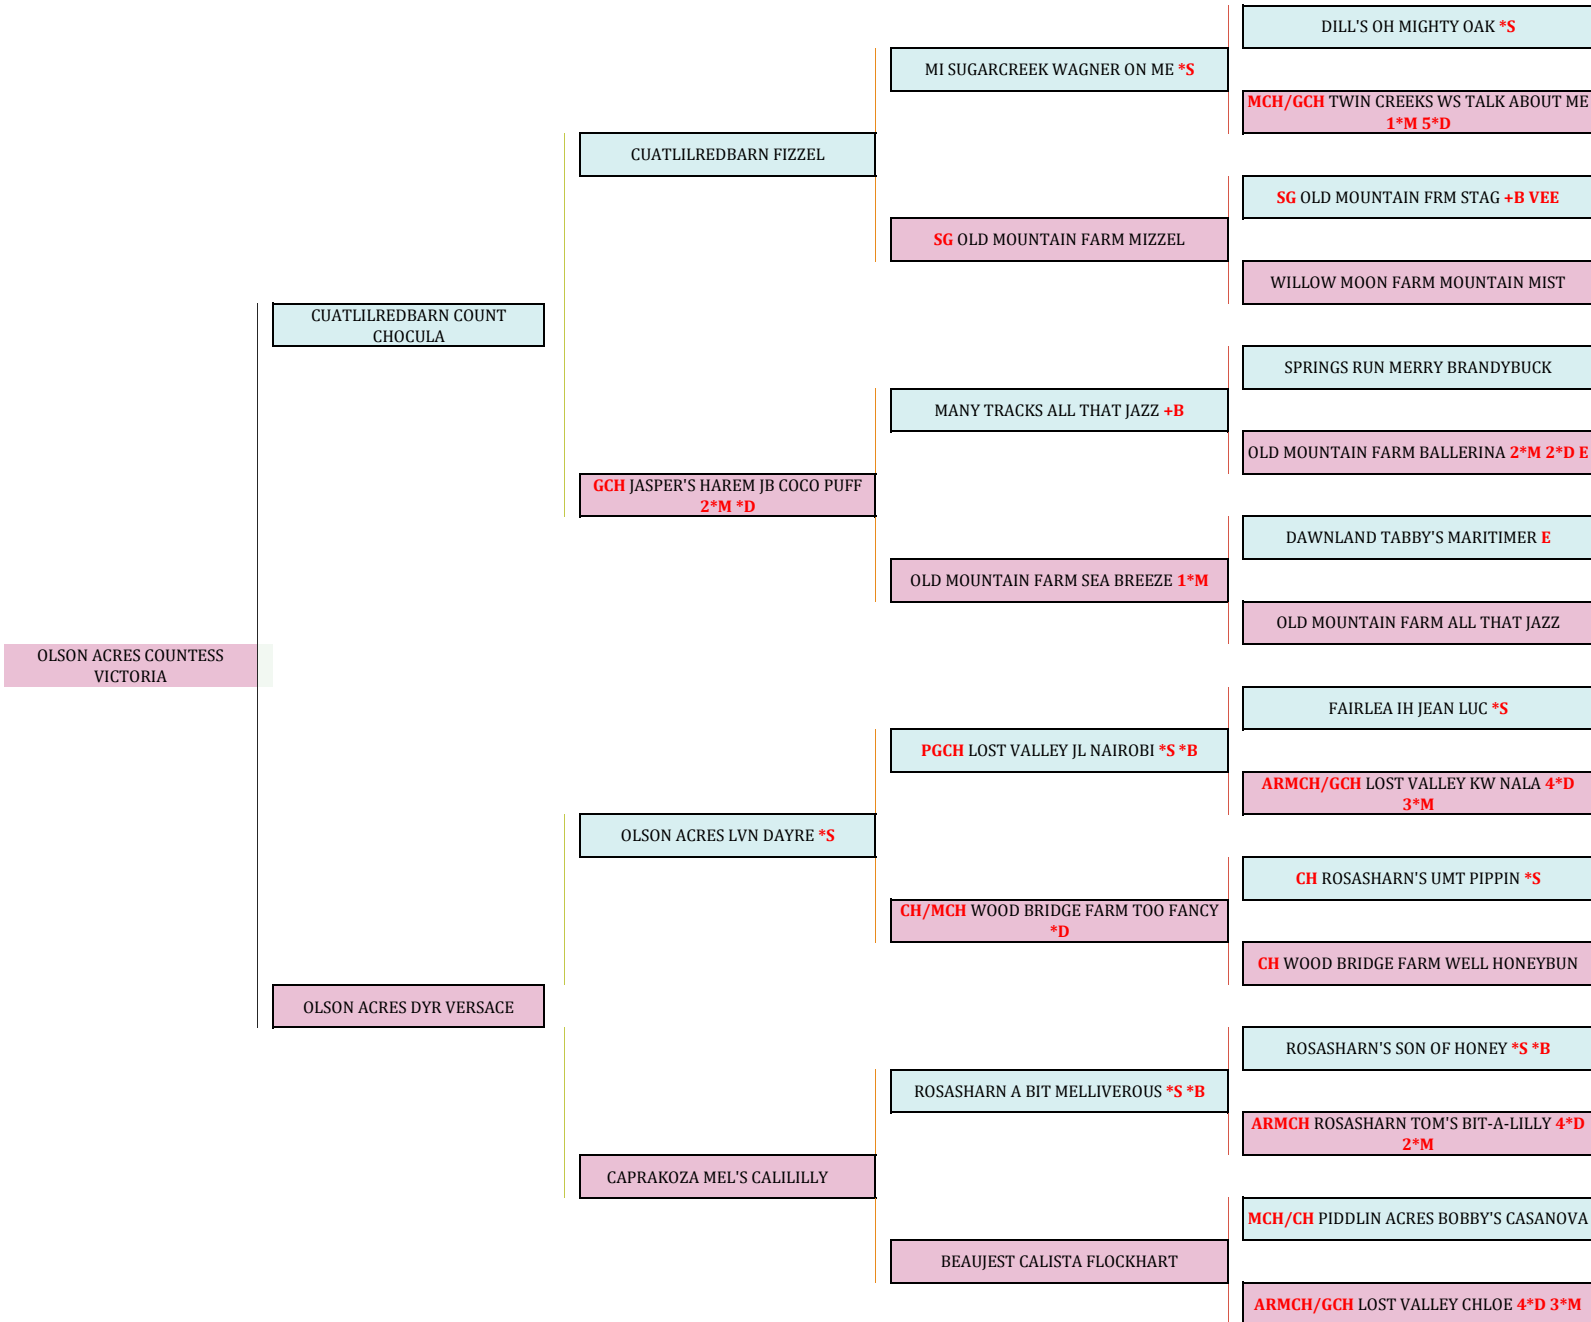 DILL'S OH MIGHTY OAK *S
MI SUGARCREEK WAGNER ON ME *S
MCH/GCH TWIN CREEKS WS TALK ABOUT ME
1*M 5*D
CUATLILREDBARN FIZZEL
SG OLD MOUNTAIN FRM STAG +B VEE
SG OLD MOUNTAIN FARM MIZZEL
WILLOW MOON FARM MOUNTAIN MIST
CUATLILREDBARN COUNT
CHOCULA
SPRINGS RUN MERRY BRANDYBUCK
MANY TRACKS ALL THAT JAZZ +B
OLD MOUNTAIN FARM BALLERINA 2*M 2*D E
GCH JASPER'S HAREM JB COCO PUFF
2*M *D
DAWNLAND TABBY'S MARITIMER E
OLD MOUNTAIN FARM SEA BREEZE 1*M
OLD MOUNTAIN FARM ALL THAT JAZZ
OLSON ACRES COUNTESS
VICTORIA
FAIRLEA IH JEAN LUC *S
PGCH LOST VALLEY JL NAIROBI *S *B
ARMCH/GCH LOST VALLEY KW NALA 4*D
3*M
OLSON ACRES LVN DAYRE *S
CH ROSASHARN'S UMT PIPPIN *S
CH/MCH WOOD BRIDGE FARM TOO FANCY
*D
CH WOOD BRIDGE FARM WELL HONEYBUN
OLSON ACRES DYR VERSACE
ROSASHARN'S SON OF HONEY *S *B
ROSASHARN A BIT MELLIVEROUS *S *B
ARMCH ROSASHARN TOM'S BIT-A-LILLY 4*D
2*M
CAPRAKOZA MEL'S CALILILLY
MCH/CH PIDDLIN ACRES BOBBY'S CASANOVA
BEAUJEST CALISTA FLOCKHART
ARMCH/GCH LOST VALLEY CHLOE 4*D 3*M